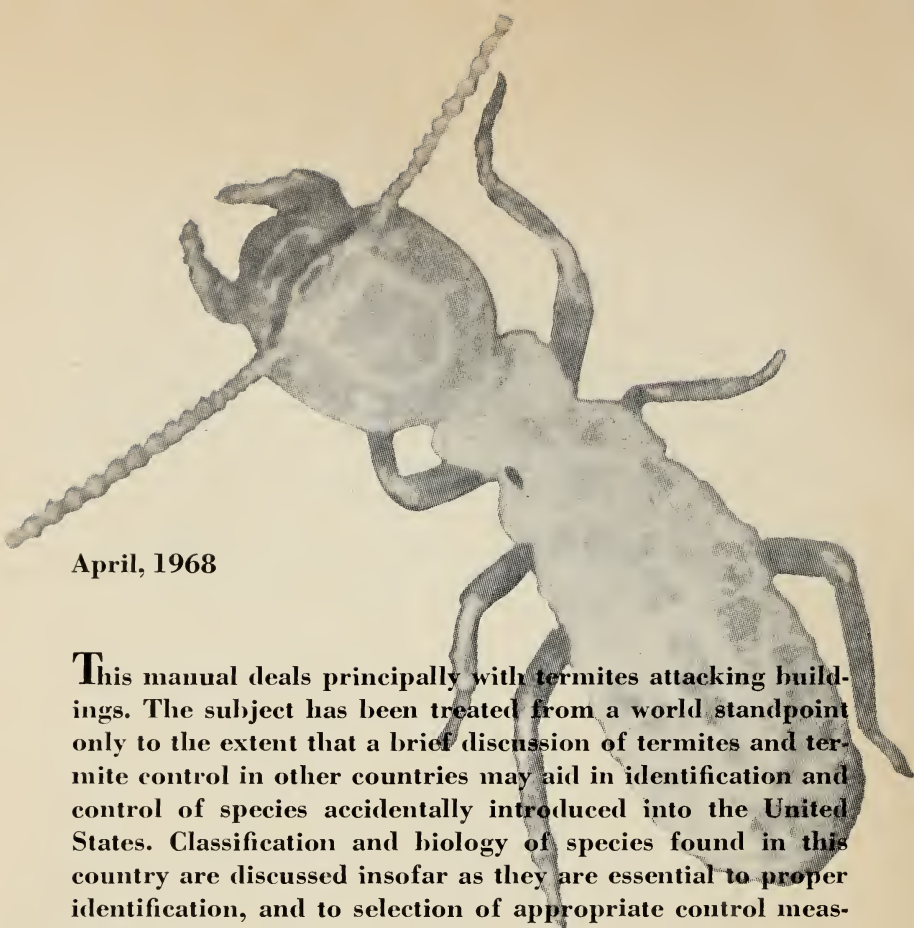 April, 1968
This manual deals principally with termites attacking build-
ings. The subject has been treated from a world standpoint
only to the extent that a brief discussion of termites and ter-
mite control in other countries may aid in identification and
control of species accidentally introduced into the United
States. Classification and biology of species found in this
country are discussed insofar as they are essential to proper
identification, and to selection of appropriate control meas-